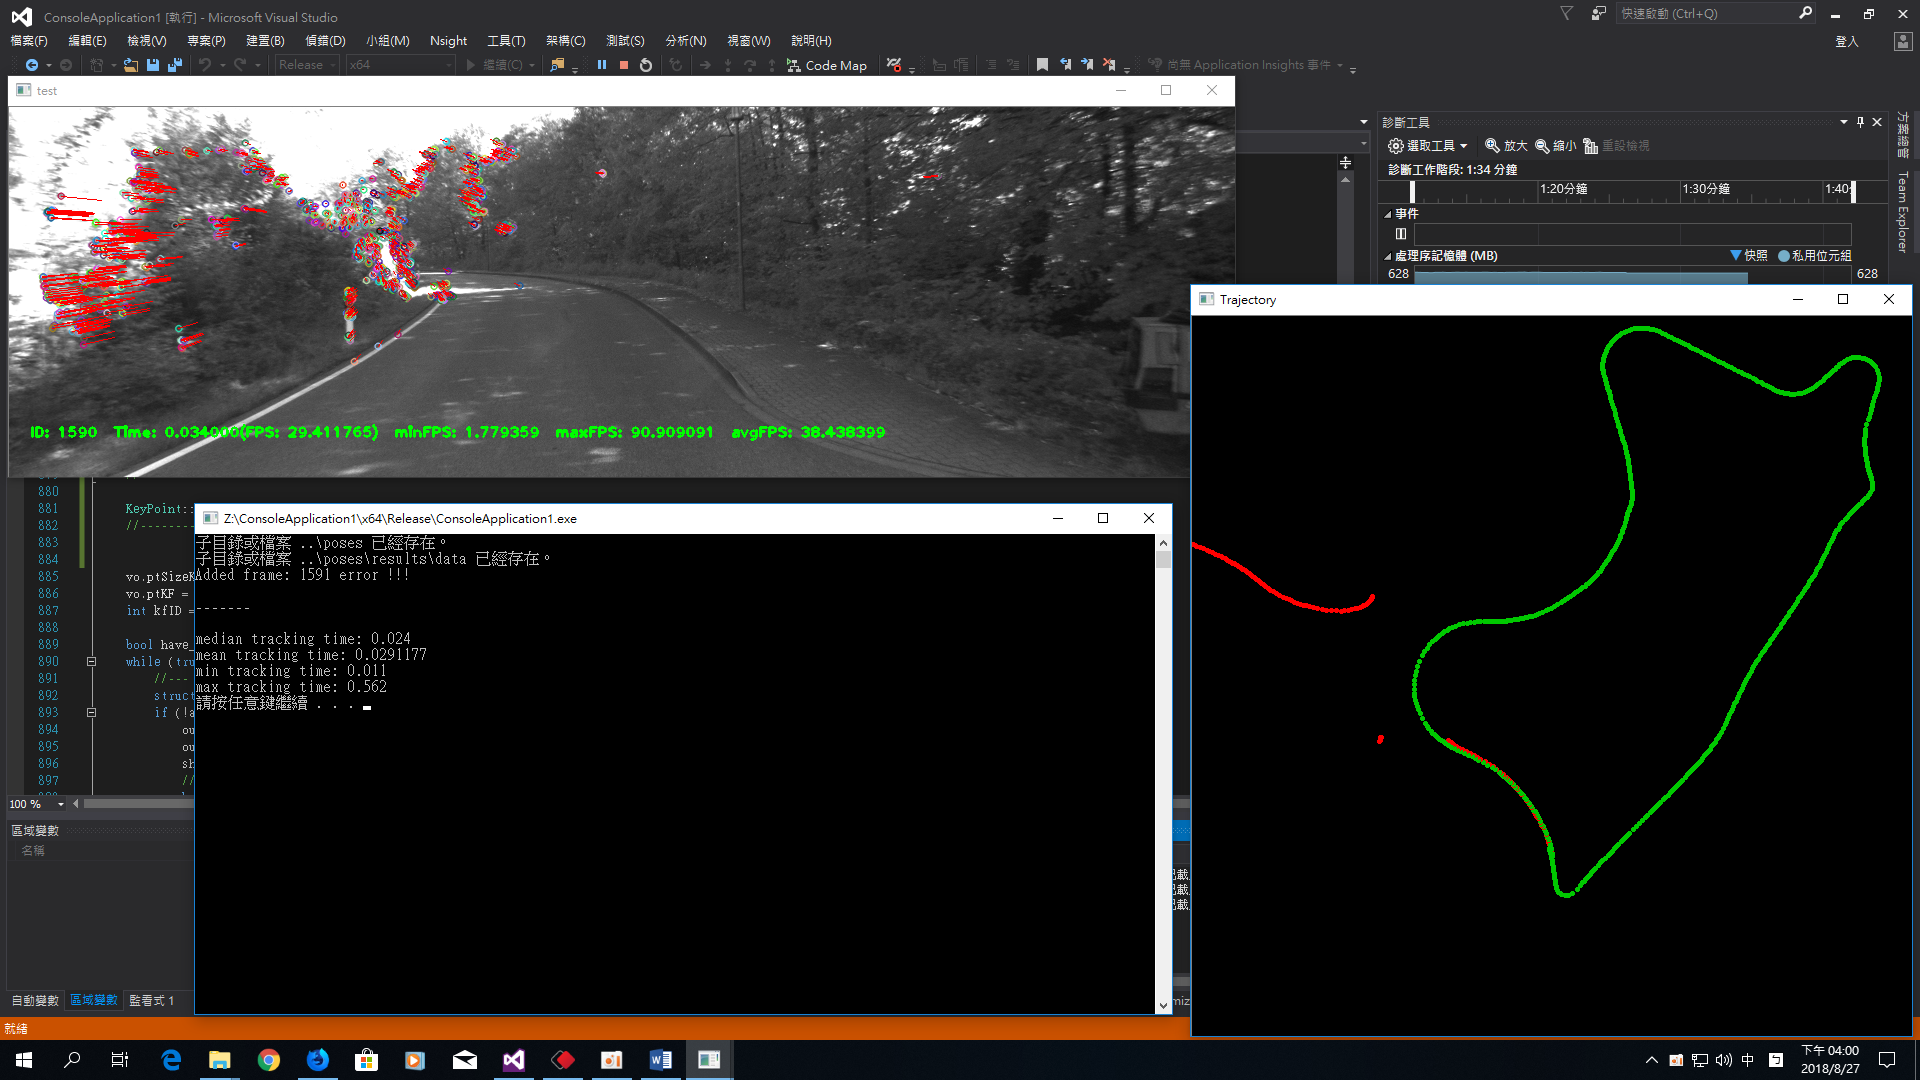 ConsoleApplication1 [執行] - Microsoft Visual Studio
快速啟動 (Ctrl+Q)
檔案(F) 編輯(E) 檢視(V) 專案(P) 建置(B) 偵錯(D) 小組(M) Nsight 工具(T) 架構(C) 測試(S) 分析(N) 視窗(W) 說明(H)
登入
Release x64 繼續(C) Code Map 尚無 Application Insights 事件
test
ID: 1590 Time: 0.034000(FPS: 29.411765) minFPS: 1.779359 maxFPS: 90.909091 avgFPS: 38.438399
診斷工具
選取工具 放大 縮小 重設檢視
診斷工作階段: 1:34 分鐘
1:20分鐘 1:30分鐘 1:40
事件
處理序記憶體 (MB) 快照 私用位元組
628 628
方案總管
Team Explorer
Trajectory
880
881 KeyPoint::
882 //-------
883
884
885 vo.ptSizeK
886 vo.ptKF =
887 int kfID =
888
889 bool have_
890 while (tru
891 //---
892 struct
893 if (!a
894 ou
895 ou
896 sh
897 //
100 %
Z:\ConsoleApplication1\x64\Release\ConsoleApplication1.exe
子目錄或檔案 ..\poses 已經存在。
子目錄或檔案 ..\poses\results\data 已經存在。
Added frame: 1591 error !!!
-------
median tracking time: 0.024
mean tracking time: 0.0291177
min tracking time: 0.011
max tracking time: 0.562
請按任意鍵繼續 . . .
區域變數
名稱
自動變數 區域變數 監看式 1
就緒
中
下午 04:00
2018/8/27